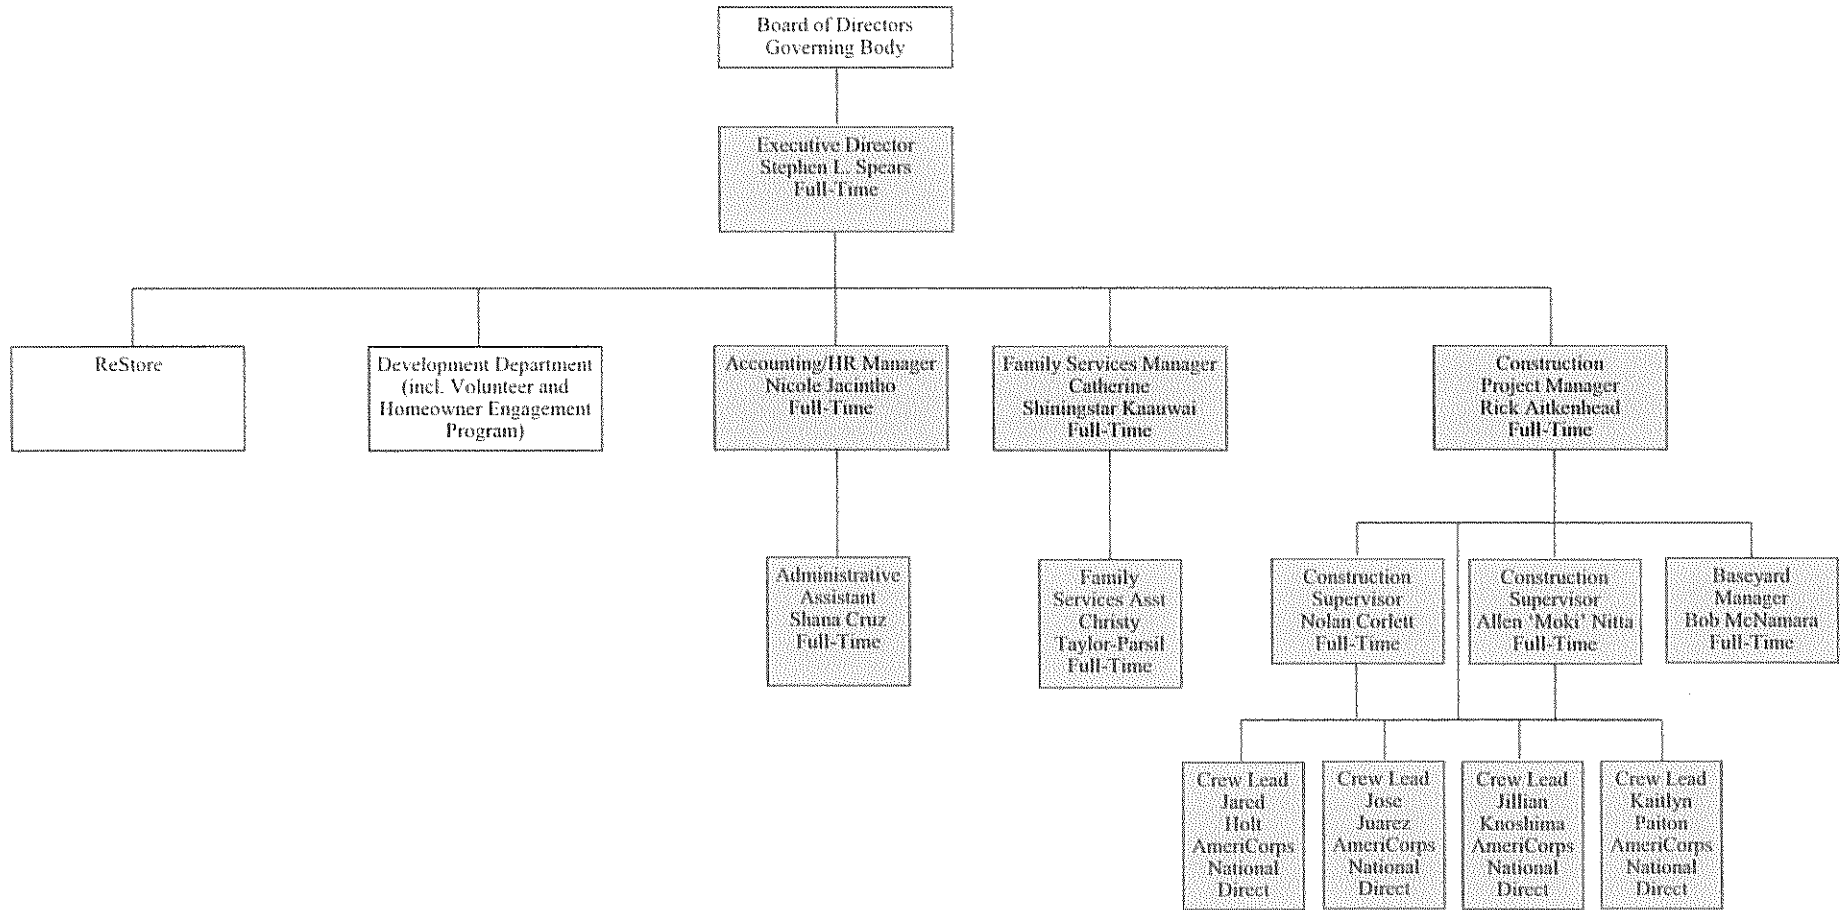 Board of Directors
Governing Body
Executive Director
Stephen L. Spears
Full-Time
ReStore
Development Department
(incl. Volunteer and
Homeowner Engagement
Program)
Accounting/HR Manager
Nicole Jacintho
Full-Time
Family Services Manager
Catherine
Shiningstar Kaauwai
Full-Time
Construction
Project Manager
Rick Aitkenhead
Full-Time
Administrative
Assistant
Shana Cruz
Full-Time
Family
Services Asst
Christy
Taylor-Parsil
Full-Time
Construction
Supervisor
Nolan Corlett
Full-Time
Construction
Supervisor
Allen 'Moki' Nitta
Full-Time
Baseyard
Manager
Bob McNamara
Full-Time
Crew Lead
Jared
Holt
AmeriCorps
National
Direct
Crew Lead
Jose
Juarez
AmeriCorps
National
Direct
Crew Lead
Jillian
Knoshima
AmeriCorps
National
Direct
Crew Lead
Kaitlyn
AmeriCorps
National
Direct